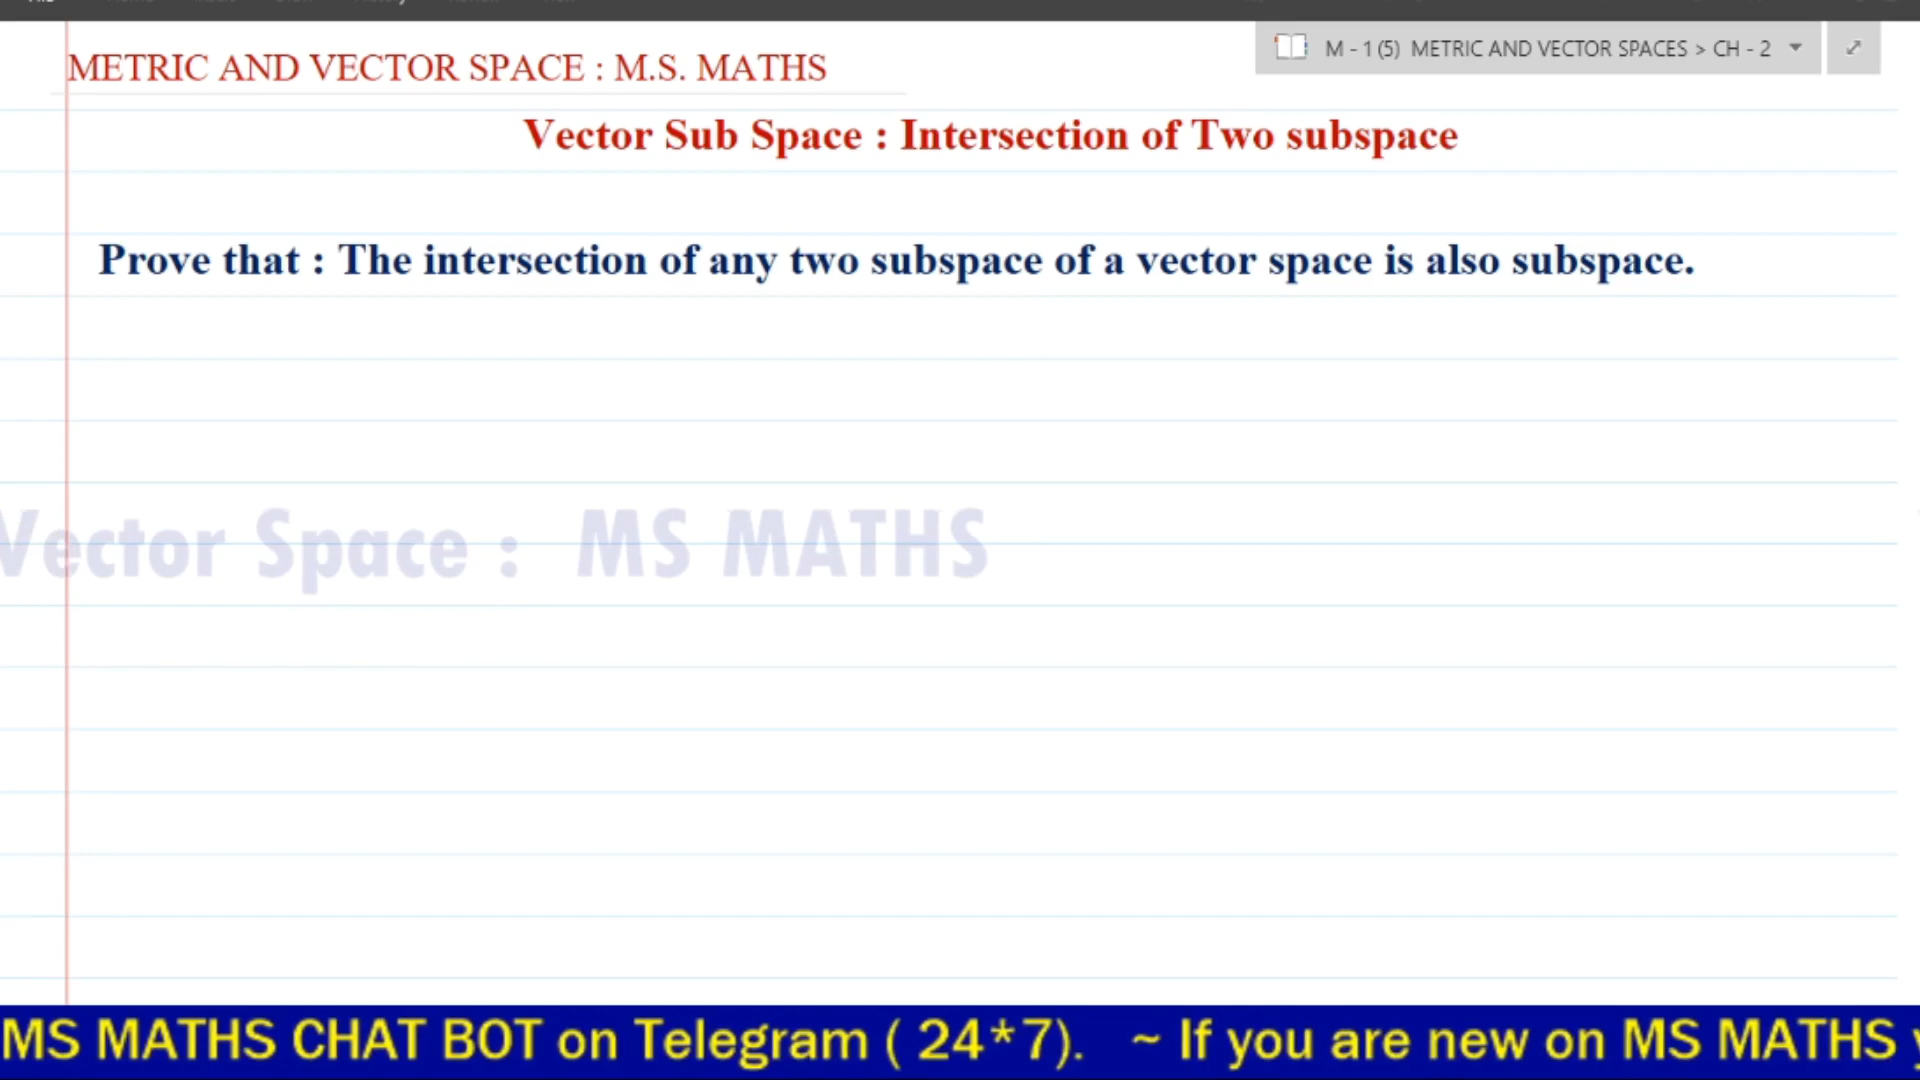 METRIC AND VECTOR SPACE : M.S. MATHS
M - 1 (5) METRIC AND VECTOR SPACES > CH - 2
Vector Sub Space : Intersection of Two subspace
Prove that : The intersection of any two subspace of a vector space is also subspace.
Vector Space : MS MATHS
MS MATHS CHAT BOT on Telegram ( 24*7). ~ If you are new on MS MATHS